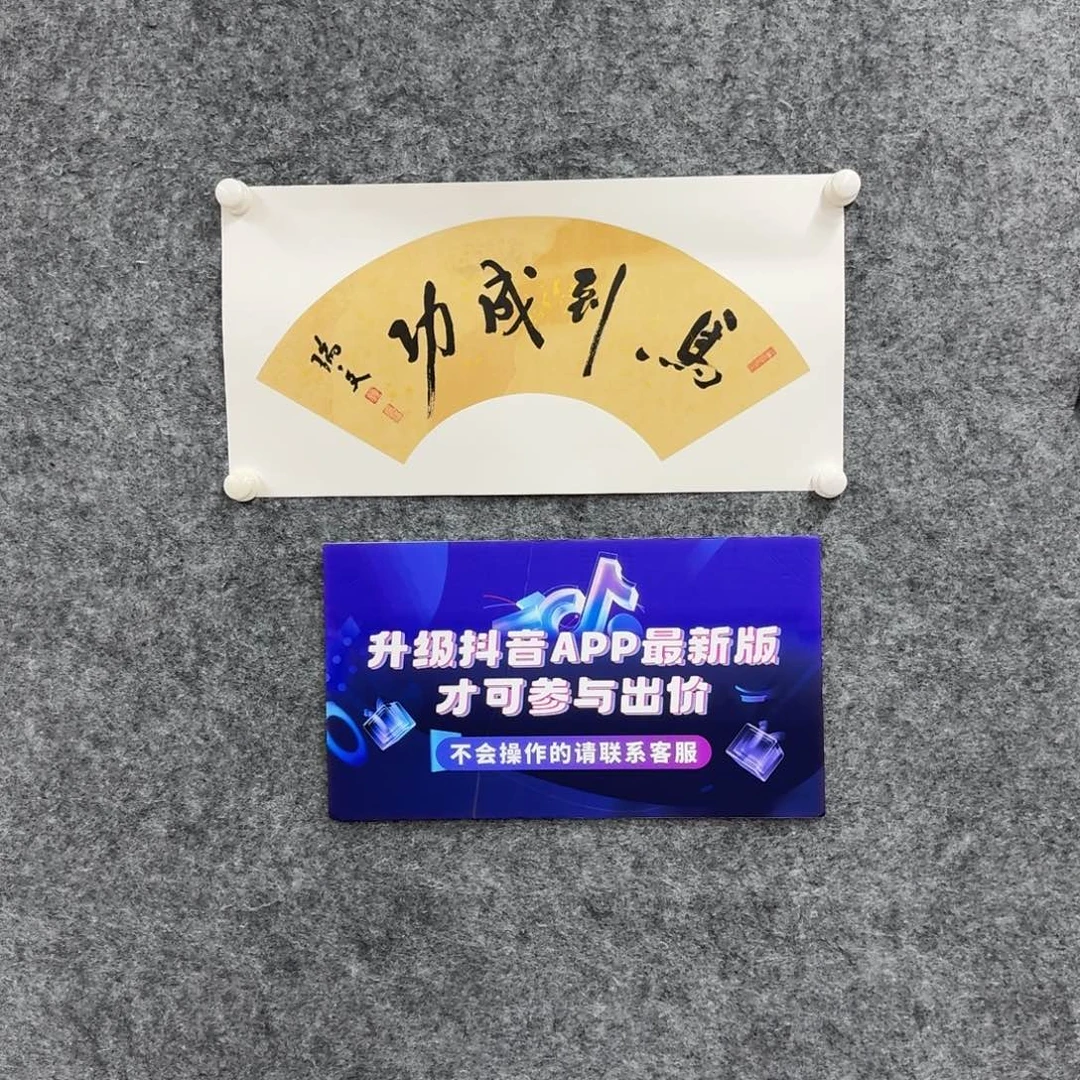 馬到成功
升级抖音APP最新版
才可参与出价
不会操作的请联系客服